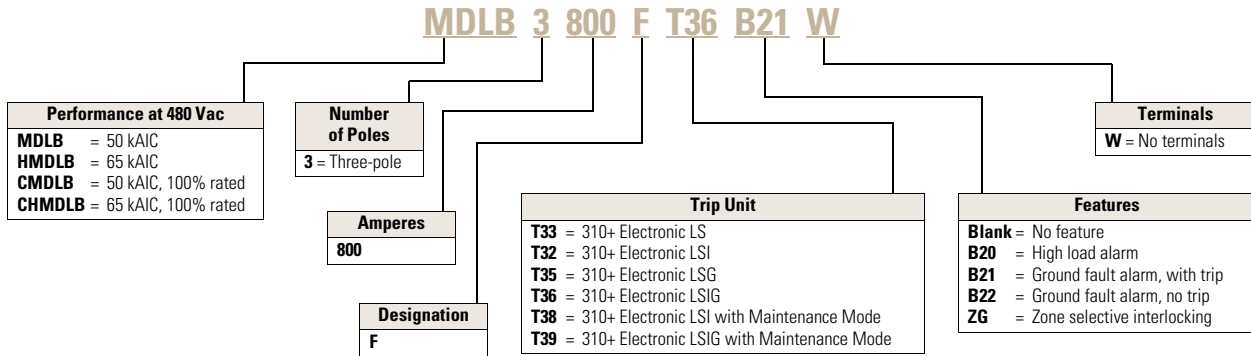 MDLB 3 800 F T36 B21 W
Performance at 480 Vac
MDLB = 50 kAIC
HMDLB = 65 kAIC
CMDLB = 50 kAIC, 100% rated
CHMDLB = 65 kAIC, 100% rated
Number
of Poles
3 = Three-pole
Amperes
800
Designation
F
Trip Unit
T33 = 310+ Electronic LS
T32 = 310+ Electronic LSI
T35 = 310+ Electronic LSG
T36 = 310+ Electronic LSIG
T38 = 310+ Electronic LSI with Maintenance Mode
T39 = 310+ Electronic LSIG with Maintenance Mode
Features
Blank = No feature
B20 = High load alarm
B21 = Ground fault alarm, with trip
B22 = Ground fault alarm, no trip
ZG = Zone selective interlocking
Terminals
W = No terminals